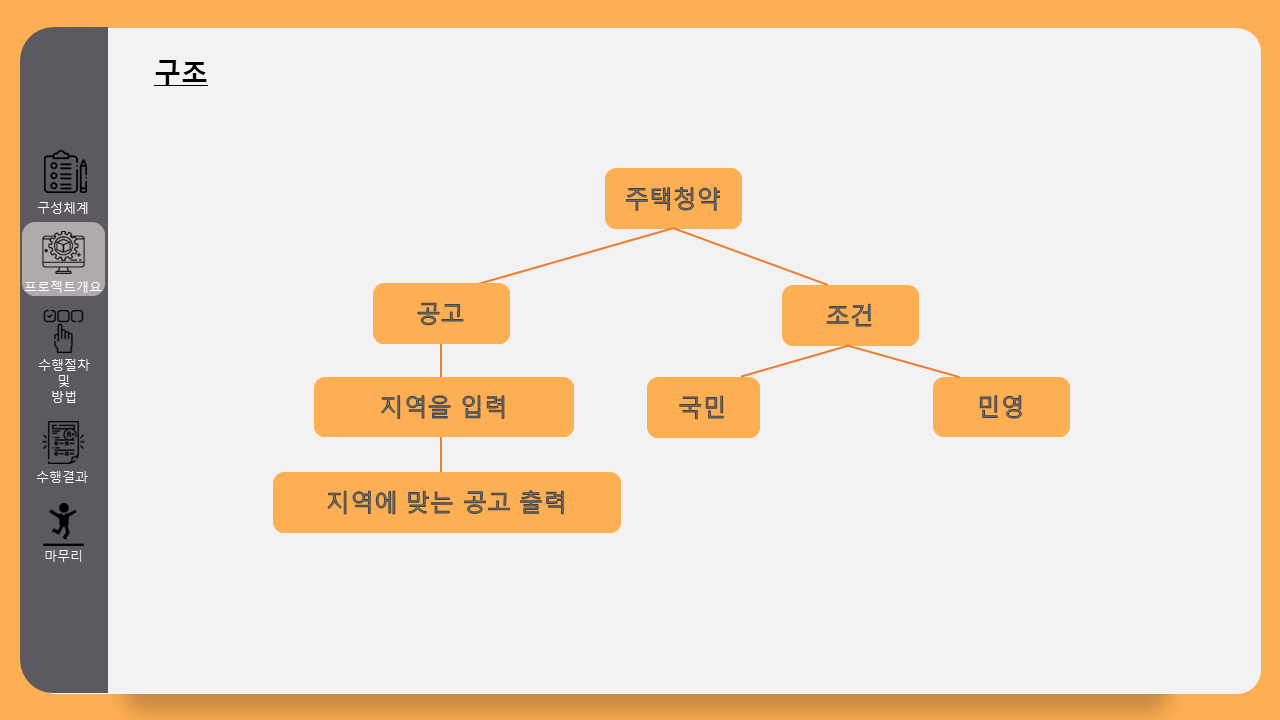 구조
구성체계
프로젝트개요
수행절차
및
방법
수행결과
마무리
주택청약
공고
조건
지역을 입력
국민
민영
지역에 맞는 공고 출력